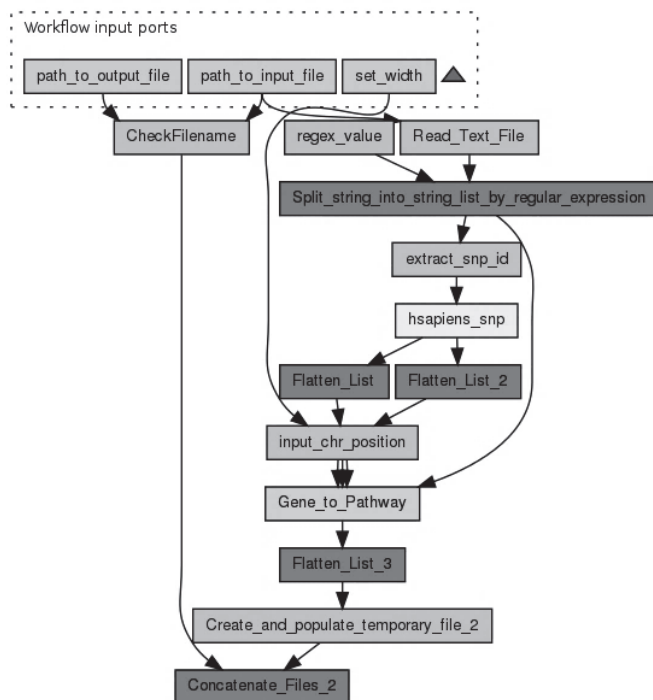 Workflow input ports
path_to_output_file
path_to_input_file
set_width
CheckFilename
regex_value
Read_Text_File
Split_string_into_string_list_by_regular_expression
extract_snp_id
hsapiens_snp
Flatten_List
Flatten_List_2
input_chr_position
Gene_to_Pathway
Flatten_List_3
Create_and_populate_temporary_file_2
Concatenate_Files_2